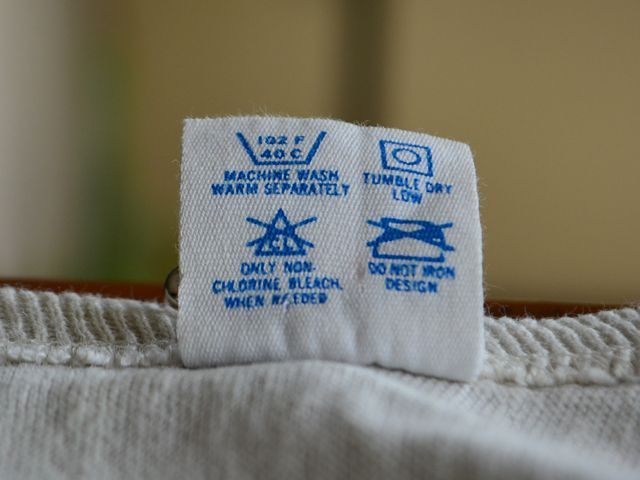 102 F
40 C
MACHINE WASH
WARM SEPARATELY
TUMBLE DRY
LOW
CL
ONLY NON-
CHLORINE BLEACH,
WHEN NEEDED
DO NOT IRON
DESIGN